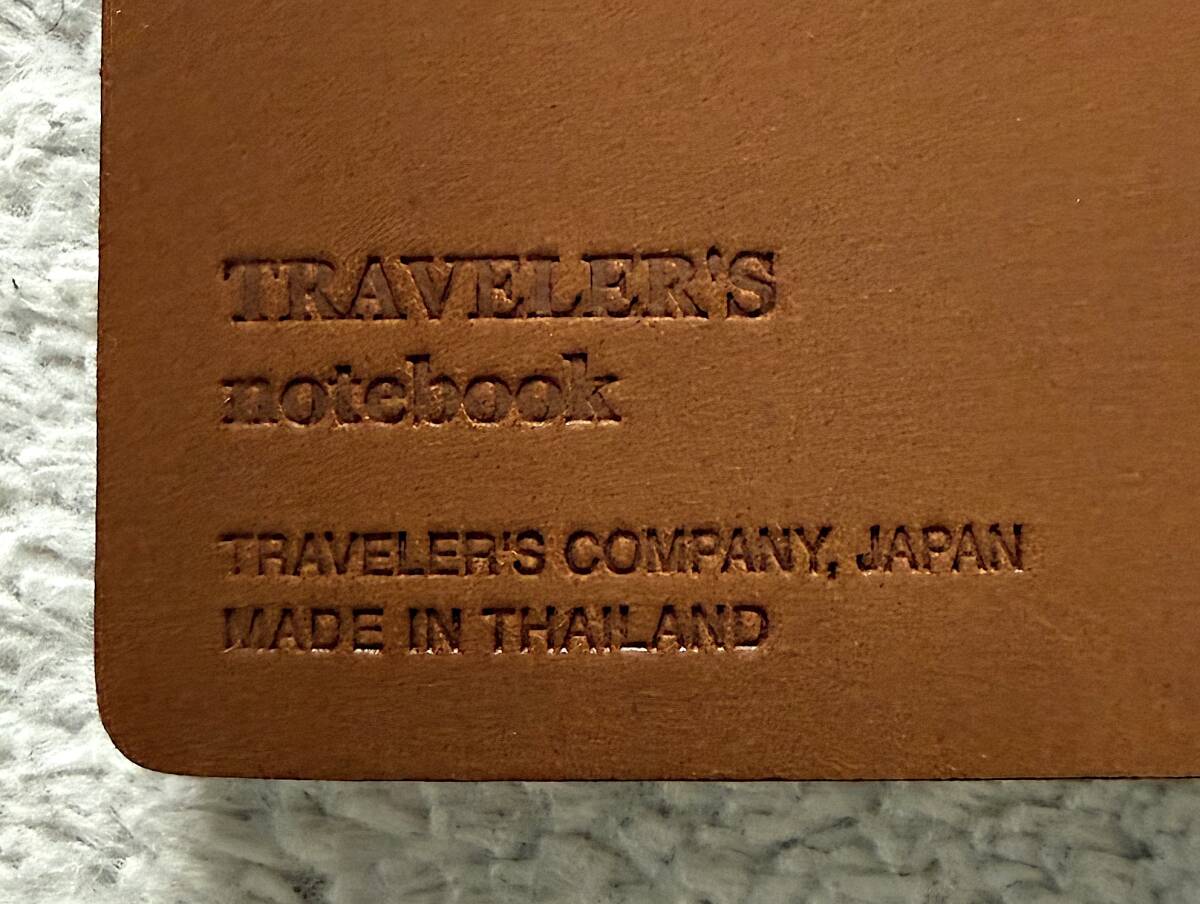 TRAVELER'S
notebook
TRAVELER'S COMPANY, JAPAN
MADE IN THAILAND